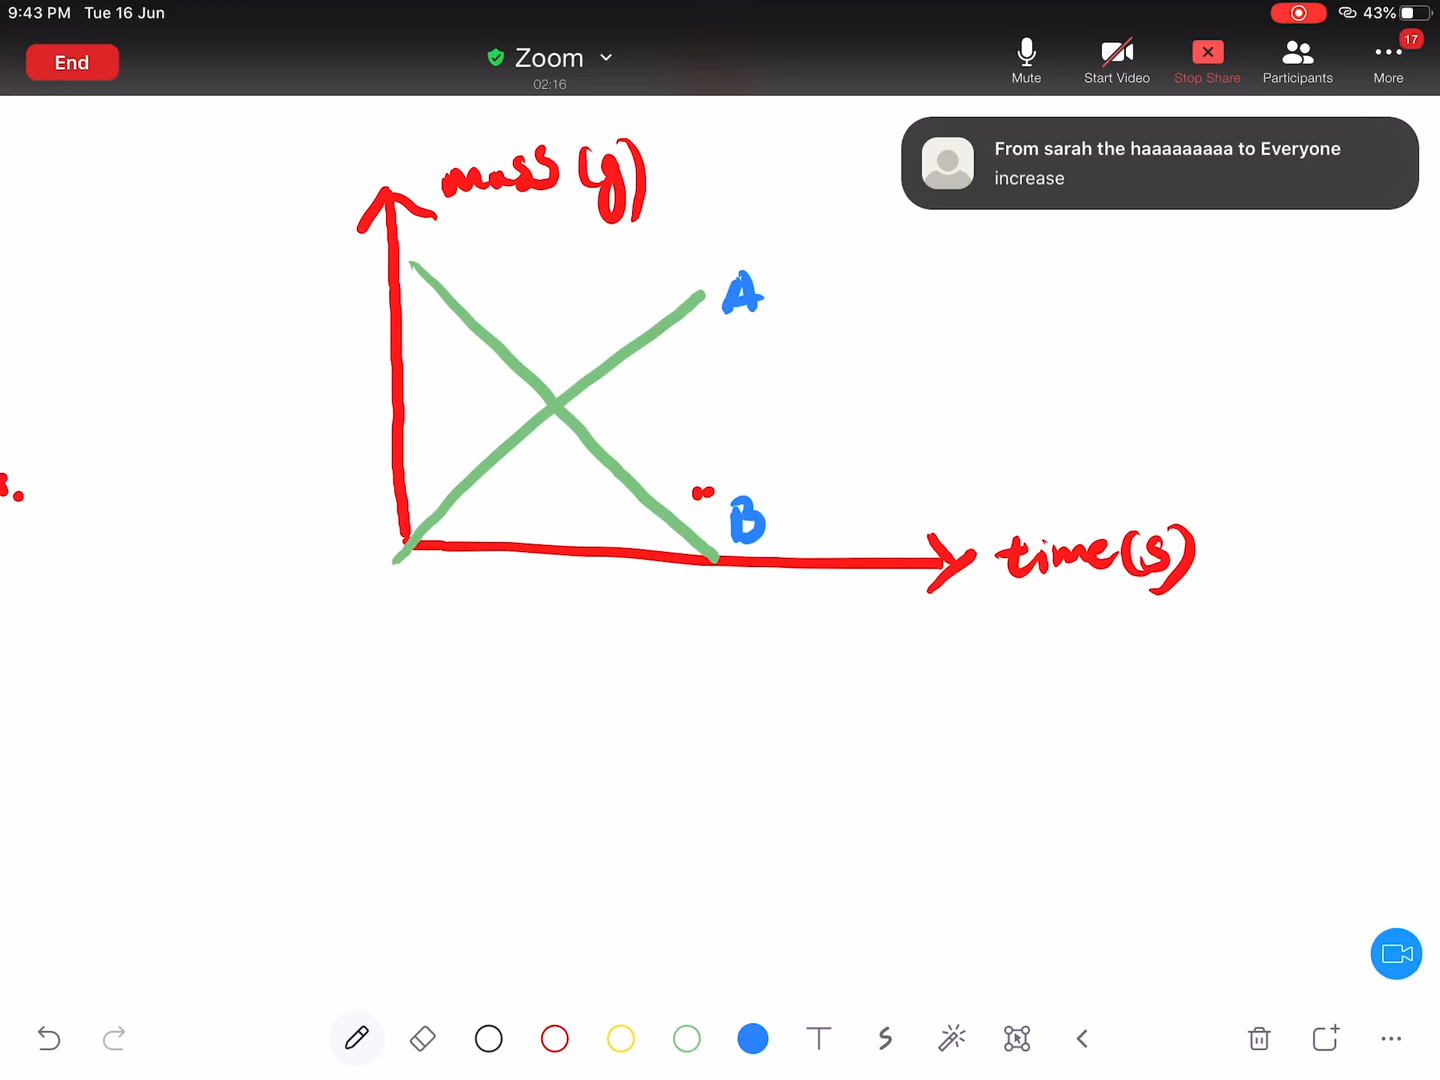 9:43 PM Tue 16 Jun
43%
End
Zoom
02:16
Mute
Start Video
Stop Share
Participants
17
More
From sarah the haaaaaaaaa to Everyone
increase
mass (g)
A
B
time(s)
s.
T